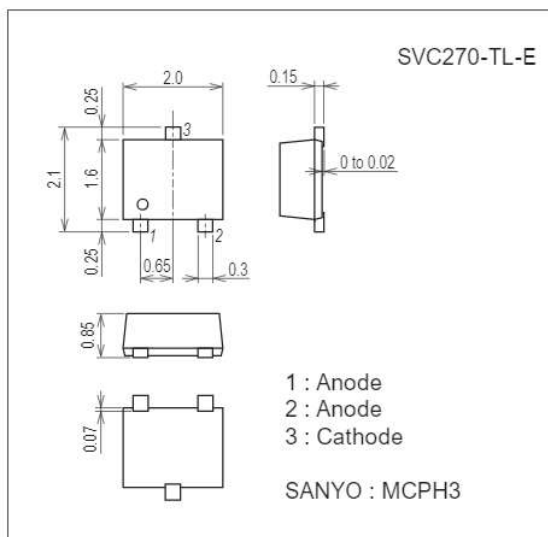 SVC270-TL-E
0.15
2.0
0.25
3
2.1
1.6
0 to 0.02
0.25
1
2
0.65
0.3
0.85
1 : Anode
2 : Anode
3 : Cathode
0.07
SANYO : MCPH3